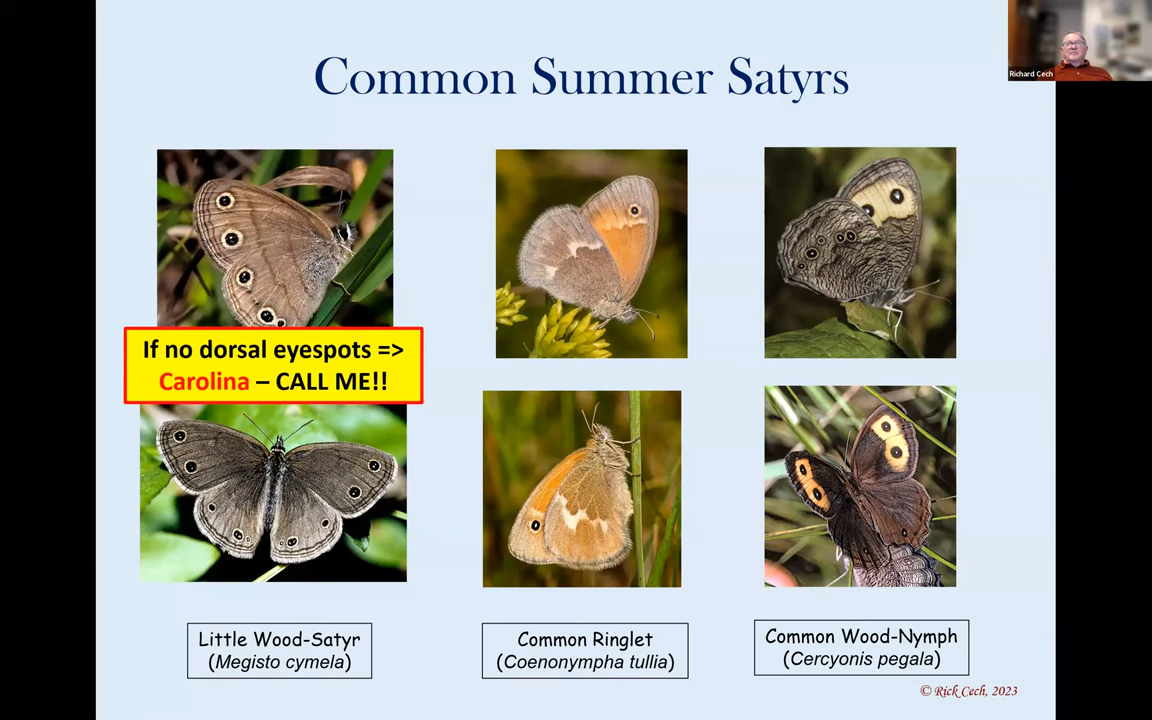 Common Summer Satyrs
Richard Cech
If no dorsal eyespots =>
Carolina – CALL ME!!
Little Wood-Satyr
(Megisto cymela)
Common Ringlet
(Coenonympha tullia)
Common Wood-Nymph
(Cercyonis pegala)
© Rick Cech, 2023